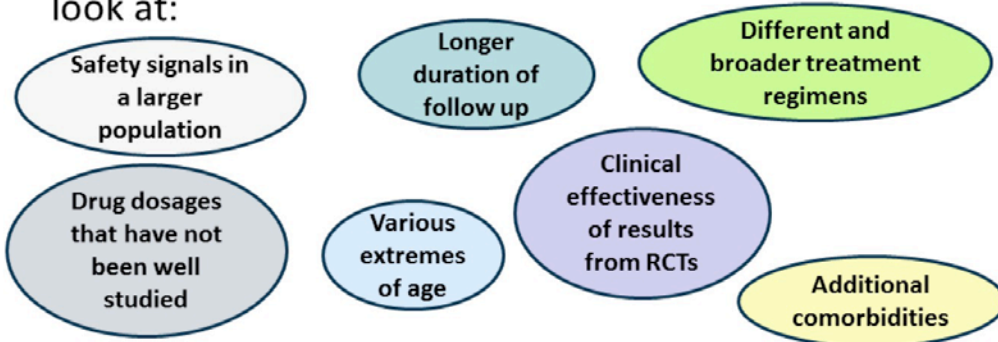 look at:
Safety signals in
a larger
population
Longer
duration of
follow up
Different and
broader treatment
regimens
Drug dosages
that have not
been well
studied
Various
extremes
of age
Clinical
effectiveness
of results
from RCTs
Additional
comorbidities